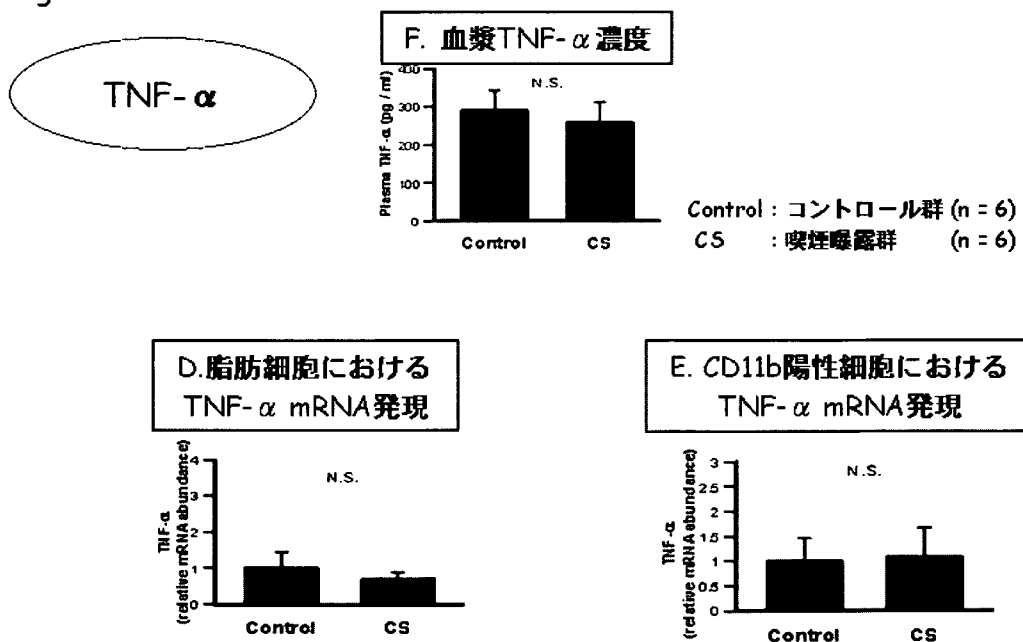 TNF-α
F. 血漿TNF-α濃度
N.S.
Plasma TNF-α (pg / ml)
400
300
200
100
0
Control
CS
Control : コントロール群 (n = 6)
CS : 喫煙曝露群 (n = 6)
D.脂肪細胞における
TNF-α mRNA発現
N.S.
TNF-α
(relative mRNA abundance)
4
3
2
1
0
Control
CS
E. CD11b陽性細胞における
TNF-α mRNA発現
N.S.
TNF-α
(relative mRNA abundance)
3
2.5
2
1.5
1
0.5
0
Control
CS